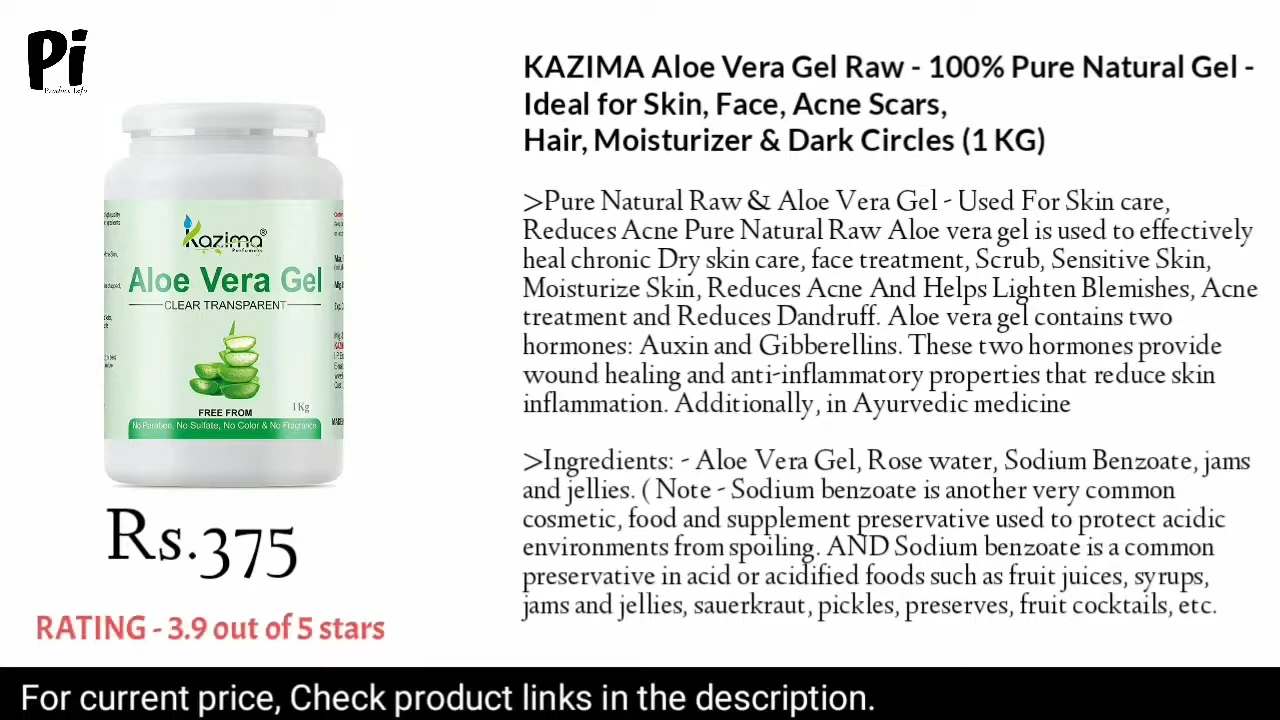 Pi
Product Info
KAZIMA Aloe Vera Gel Raw - 100% Pure Natural Gel -
Ideal for Skin, Face, Acne Scars,
Hair, Moisturizer & Dark Circles (1 KG)
>Pure Natural Raw & Aloe Vera Gel - Used For Skin care,
Reduces Acne Pure Natural Raw Aloe vera gel is used to effectively
heal chronic Dry skin care, face treatment, Scrub, Sensitive Skin,
Moisturize Skin, Reduces Acne And Helps Lighten Blemishes, Acne
treatment and Reduces Dandruff. Aloe vera gel contains two
hormones: Auxin and Gibberellins. These two hormones provide
wound healing and anti-inflammatory properties that reduce skin
inflammation. Additionally, in Ayurvedic medicine
>Ingredients: - Aloe Vera Gel, Rose water, Sodium Benzoate, jams
and jellies. ( Note - Sodium benzoate is another very common
cosmetic, food and supplement preservative used to protect acidic
environments from spoiling. AND Sodium benzoate is a common
preservative in acid or acidified foods such as fruit juices, syrups,
jams and jellies, sauerkraut, pickles, preserves, fruit cocktails, etc.
Kazima®
Perfumers
Aloe Vera Gel
CLEAR TRANSPARENT
FREE FROM
1 Kg
No Paraben, No Sulfate, No Color & No Fragrance
Rs.375
RATING - 3.9 out of 5 stars
For current price, Check product links in the description.